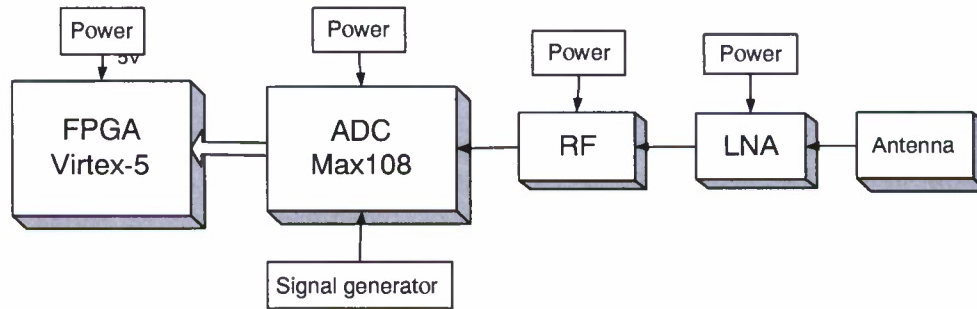 Power
Power
Power
Power
5V
FPGA
Virtex-5
ADC
Max108
RF
LNA
Antenna
Signal generator